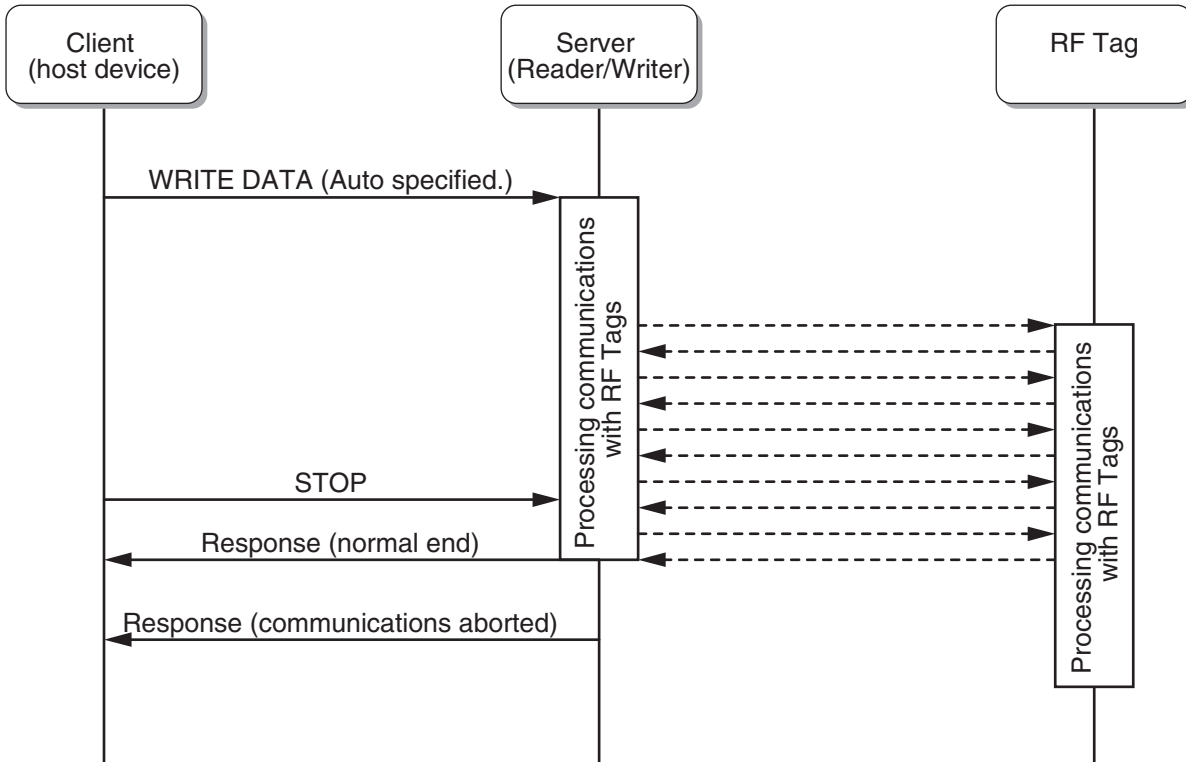 Client
(host device)
Server
(Reader/Writer)
RF Tag
WRITE DATA (Auto specified.)
Processing communications
with RF Tags
Processing communications
with RF Tags
STOP
Response (normal end)
Response (communications aborted)